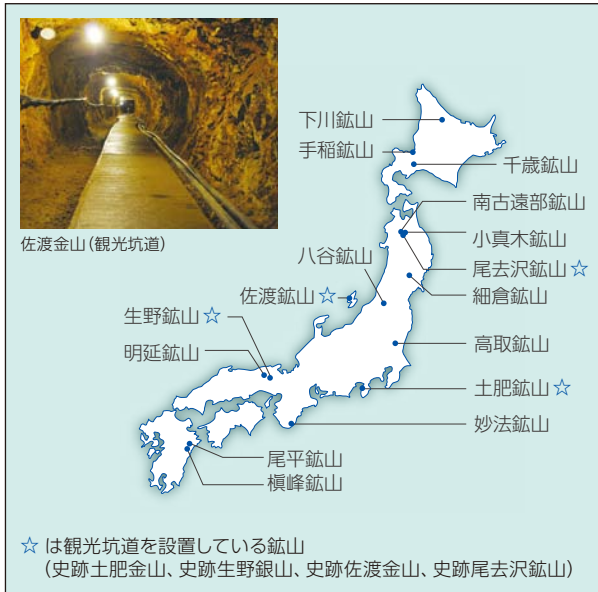 佐渡金山(観光坑道)
下川鉱山
手稲鉱山
千歳鉱山
南古遠部鉱山
小真木鉱山
八谷鉱山
尾去沢鉱山☆
佐渡鉱山☆
細倉鉱山
生野鉱山☆
高取鉱山
明延鉱山
土肥鉱山☆
妙法鉱山
尾平鉱山
槇峰鉱山
☆は観光坑道を設置している鉱山
(史跡土肥金山、史跡生野銀山、史跡佐渡金山、史跡尾去沢鉱山)